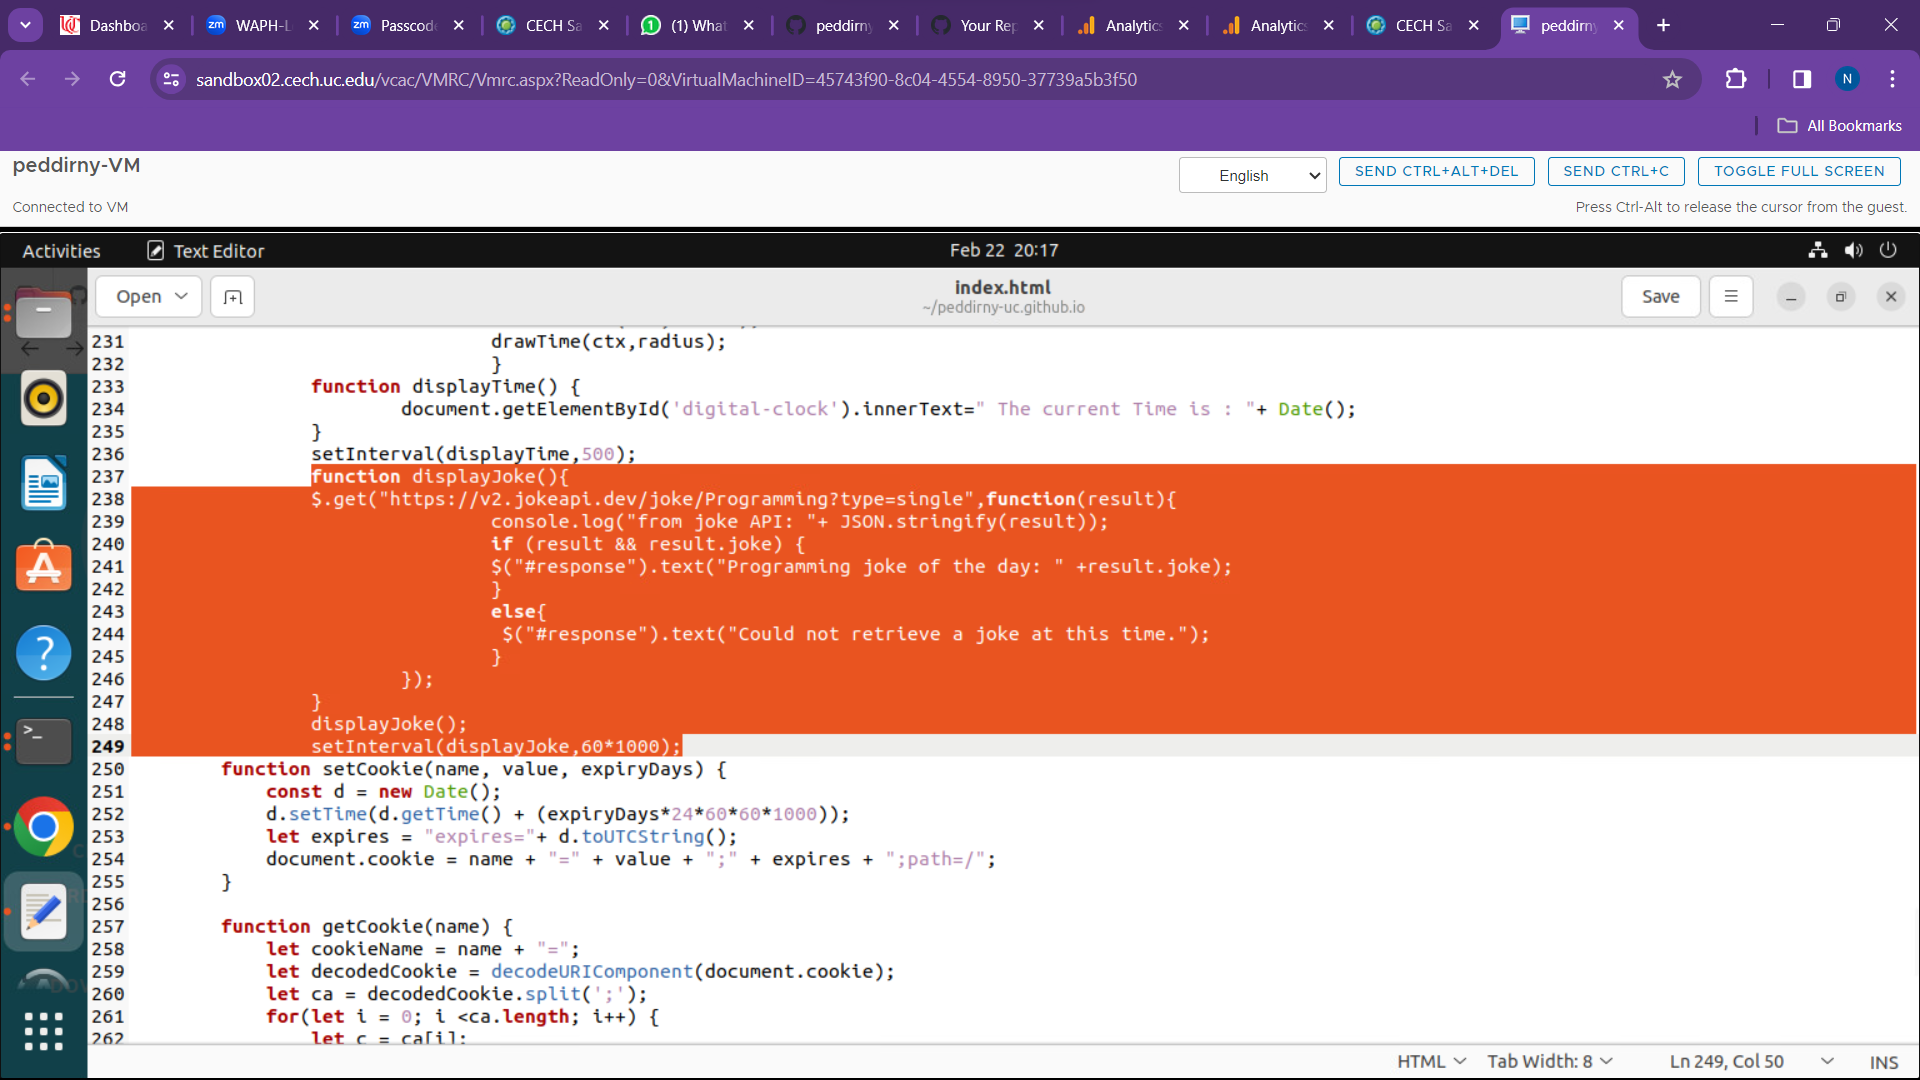 Dashboa
WAPH-L
Passcode
CECH Sa
(1) What
peddirny
Your Rep
Analytics
Analytics
CECH Sa
peddirny
sandbox02.cech.uc.edu/vcac/VMRC/Vmrc.aspx?ReadOnly=0&VirtualMachineID=45743f90-8c04-4554-8950-37739a5b3f50
N
All Bookmarks
peddirny-VM
English
SEND CTRL+ALT+DEL
SEND CTRL+C
TOGGLE FULL SCREEN
Connected to VM
Press Ctrl-Alt to release the cursor from the guest.
Activities
Text Editor
Feb 22 20:17
Open
index.html
~/peddirny-uc.github.io
Save
231 drawTime(ctx,radius);
232 }
233 function displayTime() {
234 document.getElementById('digital-clock').innerText=" The current Time is : "+ Date();
235 }
236 setInterval(displayTime,500);
237 function displayJoke(){
238 $.get("https://v2.jokeapi.dev/joke/Programming?type=single",function(result){
239 console.log("from joke API: "+ JSON.stringify(result));
240 if (result && result.joke) {
241 $("#response").text("Programming joke of the day: " +result.joke);
242 }
243 else{
244 $("#response").text("Could not retrieve a joke at this time.");
245 }
246 });
247 }
248 displayJoke();
249 setInterval(displayJoke,60*1000);
250 function setCookie(name, value, expiryDays) {
251 const d = new Date();
252 d.setTime(d.getTime() + (expiryDays*24*60*60*1000));
253 let expires = "expires="+ d.toUTCString();
254 document.cookie = name + "=" + value + ";" + expires + ";path=/";
255 }
256
257 function getCookie(name) {
258 let cookieName = name + "=";
259 let decodedCookie = decodeURIComponent(document.cookie);
260 let ca = decodedCookie.split(';');
261 for(let i = 0; i <ca.length; i++) {
262 let c = ca[i];
HTML
Tab Width: 8
Ln 249, Col 50
INS